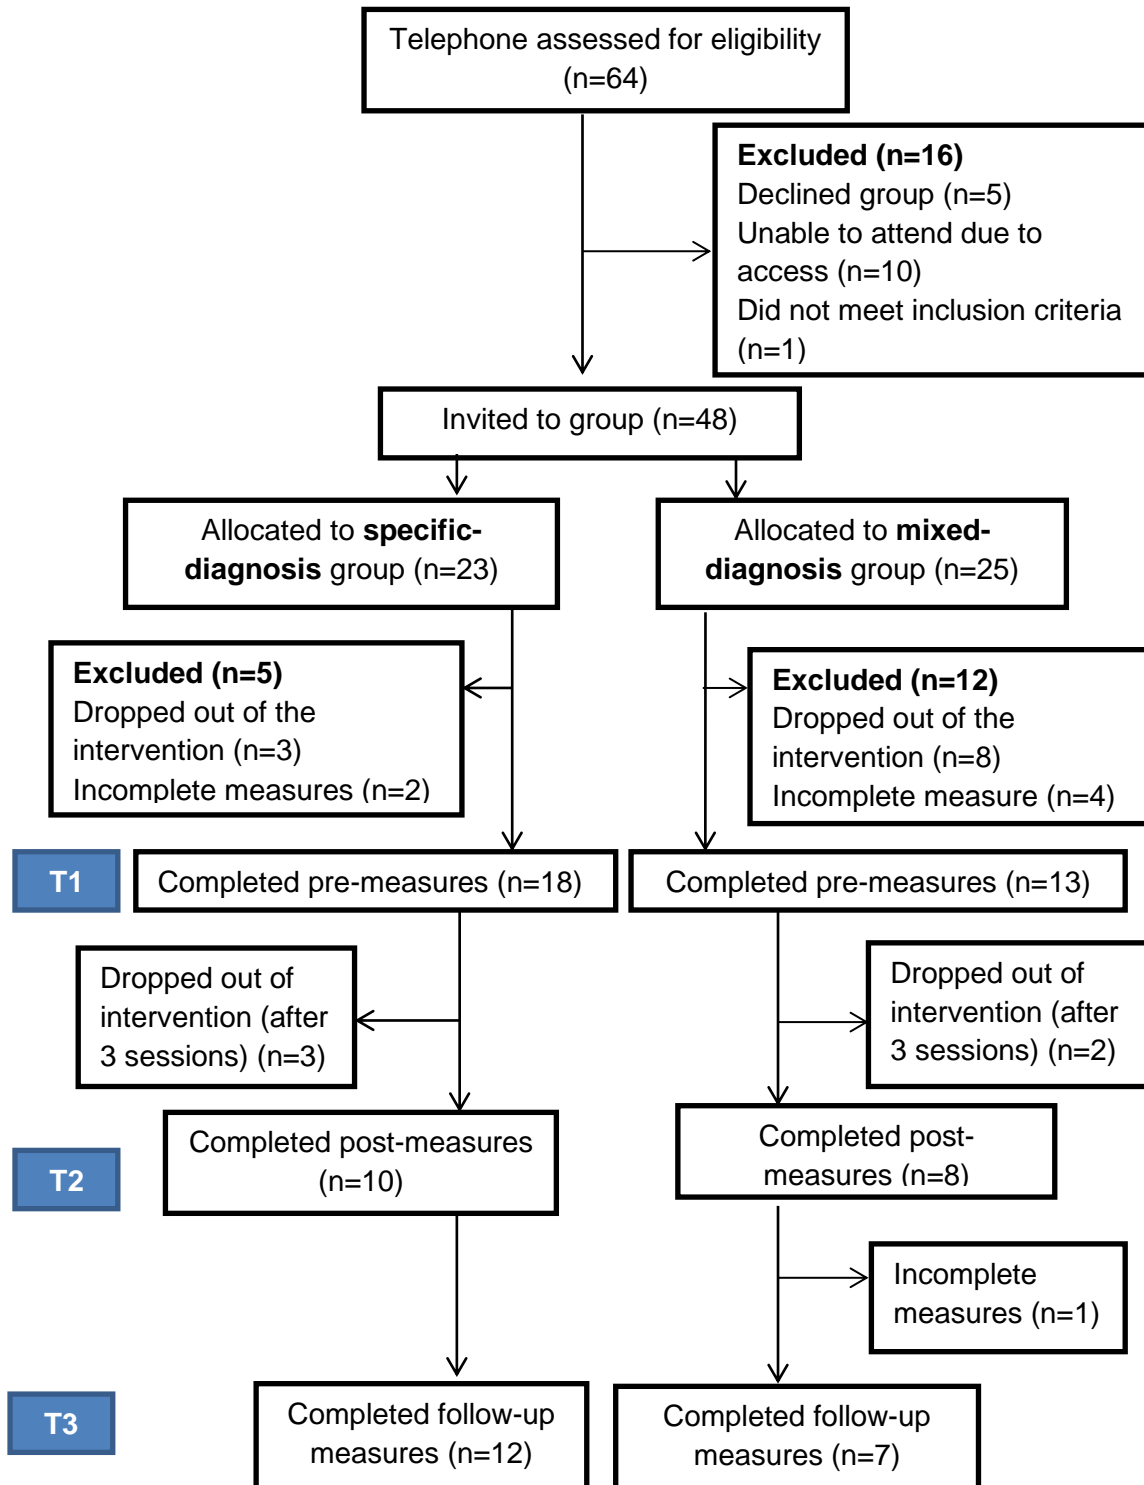 Telephone assessed for eligibility
(n=64)
Excluded (n=16)
Declined group (n=5)
Unable to attend due to
access (n=10)
Did not meet inclusion criteria
(n=1)
Invited to group (n=48)
Allocated to specific-
diagnosis group (n=23)
Allocated to mixed-
diagnosis group (n=25)
Excluded (n=5)
Dropped out of the
intervention (n=3)
Incomplete measures (n=2)
Excluded (n=12)
Dropped out of the
intervention (n=8)
Incomplete measure (n=4)
T1
Completed pre-measures (n=18)
Completed pre-measures (n=13)
Dropped out of
intervention (after
3 sessions) (n=3)
Dropped out of
intervention (after
3 sessions) (n=2)
T2
Completed post-measures
(n=10)
Completed post-
measures (n=8)
Incomplete
measures (n=1)
T3
Completed follow-up
measures (n=12)
Completed follow-up
measures (n=7)